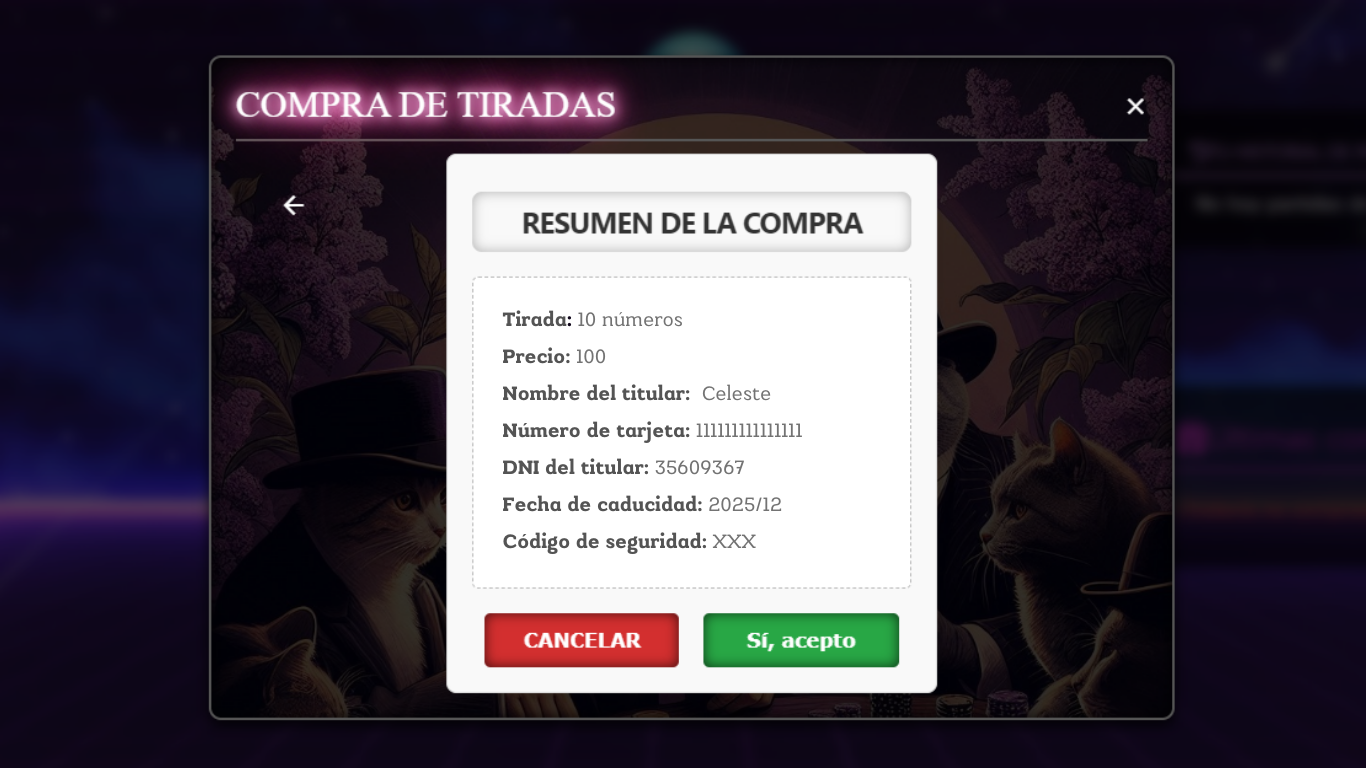 COMPRA DE TIRADAS
RESUMEN DE LA COMPRA
Tirada: 10 números
Precio: 100
Nombre del titular: Celeste
Número de tarjeta: 1111111111111111
DNI del titular: 35609367
Fecha de caducidad: 2025/12
Código de seguridad: XXX
CANCELAR
Sí, acepto